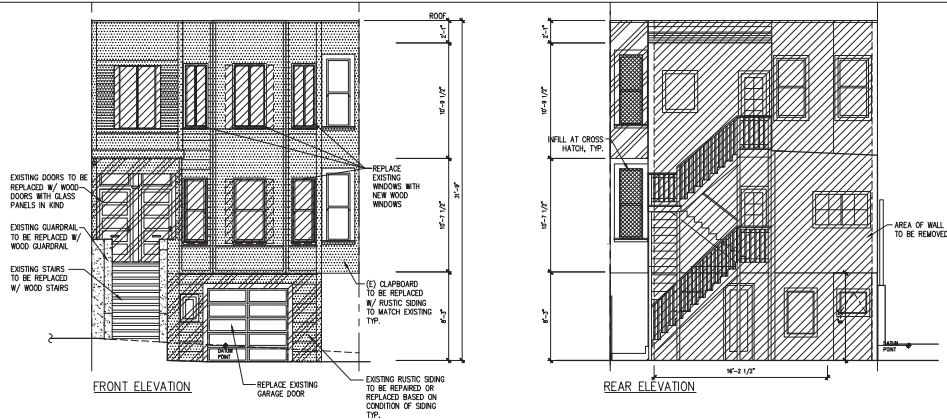 ROOF
2'-1"
10'-9 1/2"
10'-7 1/2"
8'-3"
31'-9"
EXISTING DOORS TO BE
REPLACED W/ WOOD
DOORS WITH GLASS
PANELS IN KIND
EXISTING GUARDRAIL
TO BE REPLACED W/
WOOD GUARDRAIL
EXISTING STAIRS
TO BE REPLACED
W/ WOOD STAIRS
REPLACE
EXISTING
WINDOWS WITH
NEW WOOD
WINDOWS
(E) CLAPBOARD
TO BE REPLACED
W/ RUSTIC SIDING
TO MATCH EXISTING
TYP.
DATUM
POINT
REPLACE EXISTING
GARAGE DOOR
EXISTING RUSTIC SIDING
TO BE REPAIRED OR
REPLACED BASED ON
CONDITION OF SIDING
TYP.
FRONT ELEVATION
2'-1"
10'-9 1/2"
10'-7 1/2"
8'-3"
INFILL AT CROSS
HATCH, TYP.
AREA OF WALL
TO BE REMOVED
DATUM
POINT
16'-2 1/2"
REAR ELEVATION